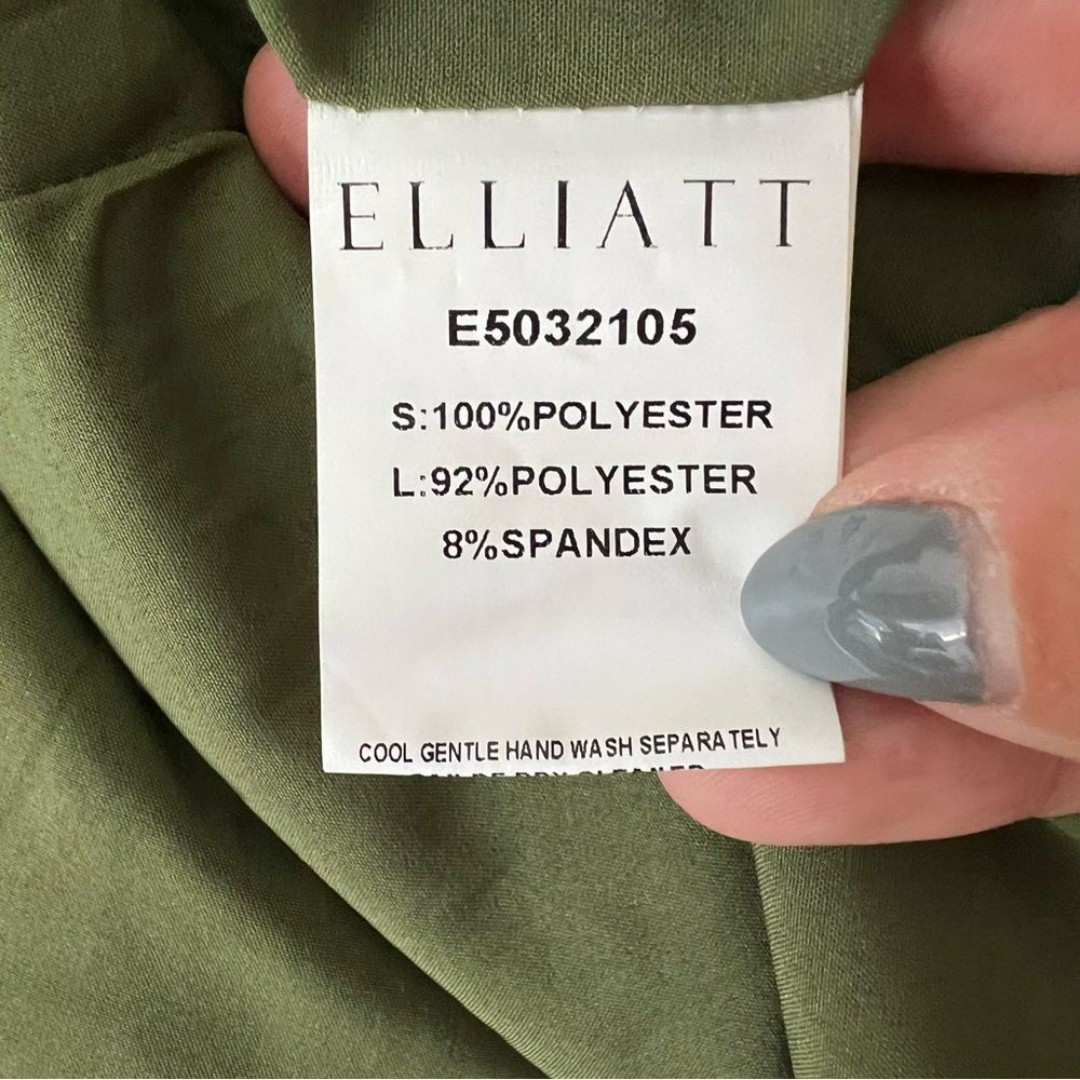 ELLIATT
E5032105
S:100%POLYESTER
L:92%POLYESTER
8%SPANDEX
COOL GENTLE HAND WASH SEPARATELY